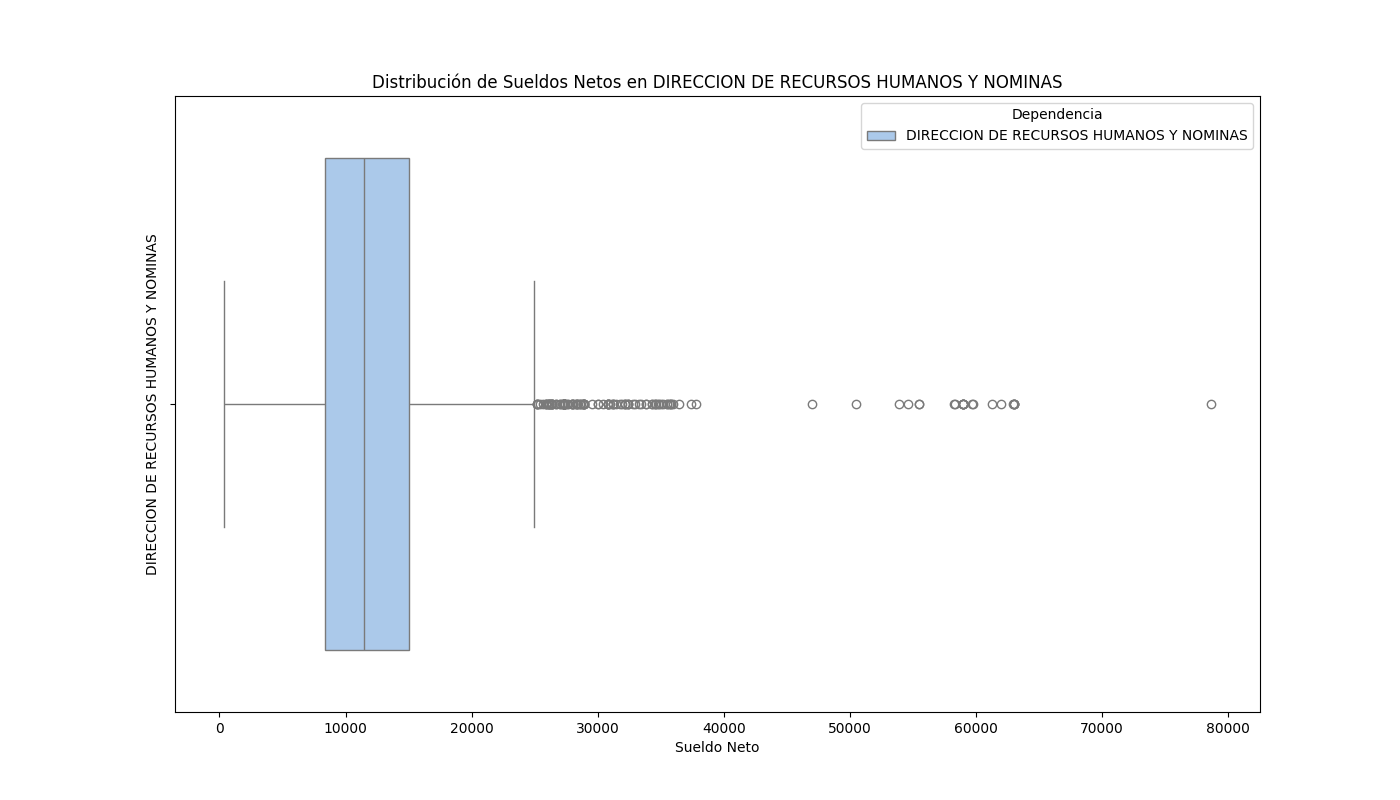 Distribución de Sueldos Netos en DIRECCION DE RECURSOS HUMANOS Y NOMINAS
Dependencia
DIRECCION DE RECURSOS HUMANOS Y NOMINAS
DIRECCION DE RECURSOS HUMANOS Y NOMINAS
0 10000 20000 30000 40000 50000 60000 70000 80000
Sueldo Neto